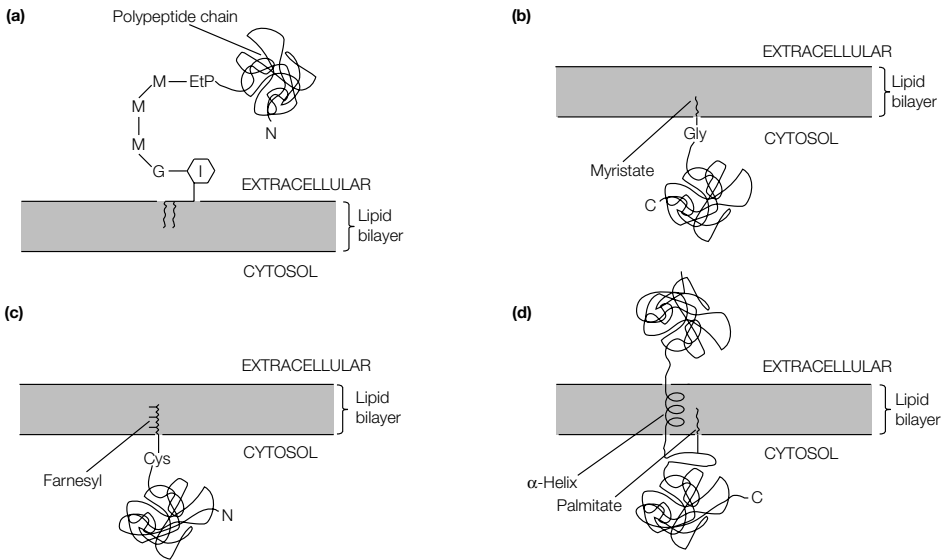 (a)
Polypeptide chain
M
EtP
M
M
N
G
I
EXTRACELLULAR
Lipid
bilayer
CYTOSOL
(b)
EXTRACELLULAR
Lipid
bilayer
CYTOSOL
Gly
Myristate
C
(c)
EXTRACELLULAR
Lipid
bilayer
CYTOSOL
Cys
Farnesyl
N
(d)
EXTRACELLULAR
Lipid
bilayer
CYTOSOL
α-Helix
Palmitate
C